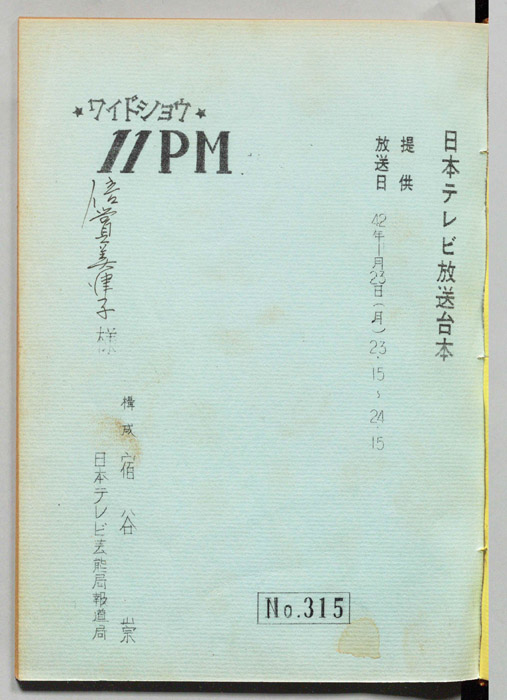 日本テレビ放送台本
提供
放送日 42年1月23日(月)23.15~24.15
★ワイドショウ★
11PM
倍賞美津子様
構成 宿谷 崇
日本テレビ芸能局報道局
No.315